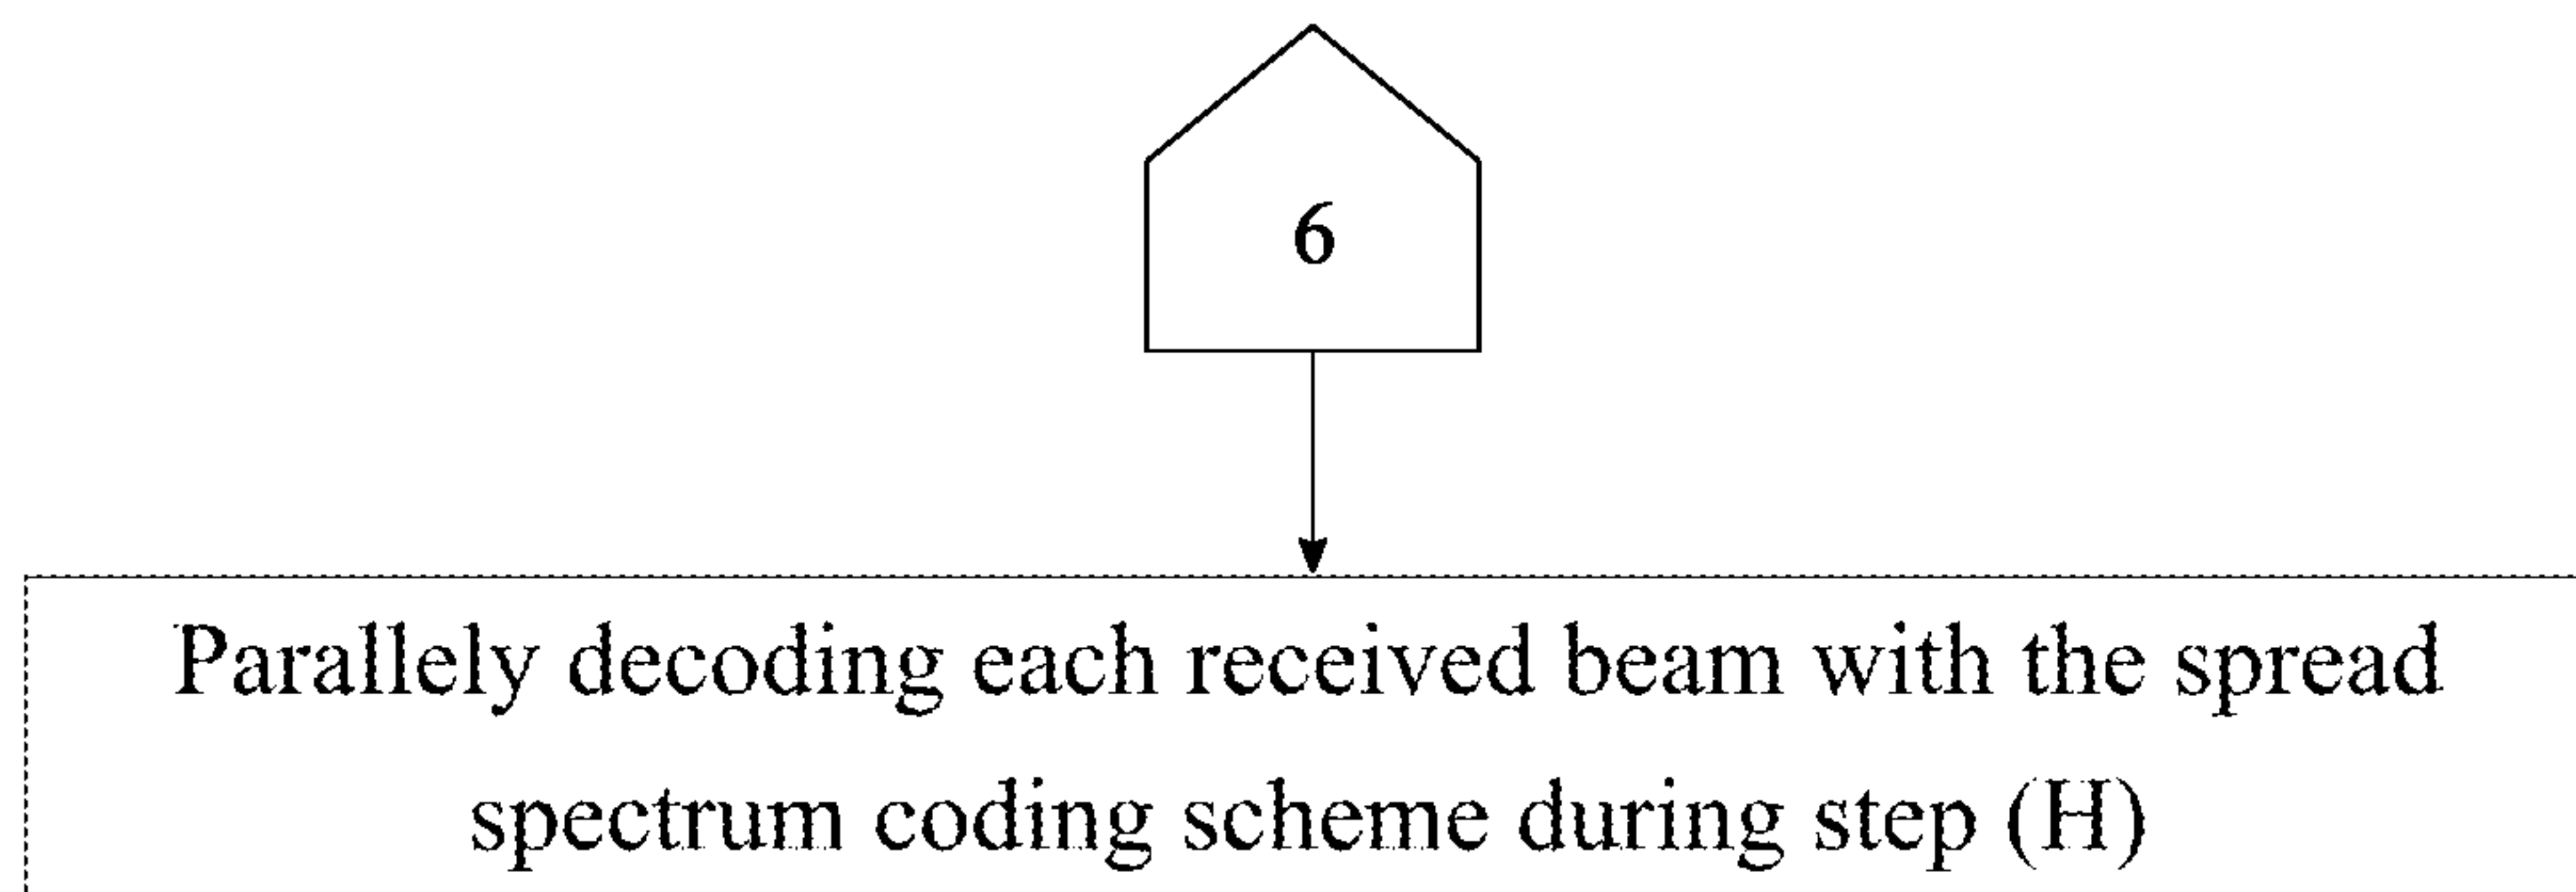 6
Parallely decoding each received beam with the spread
spectrum coding scheme during step (H)